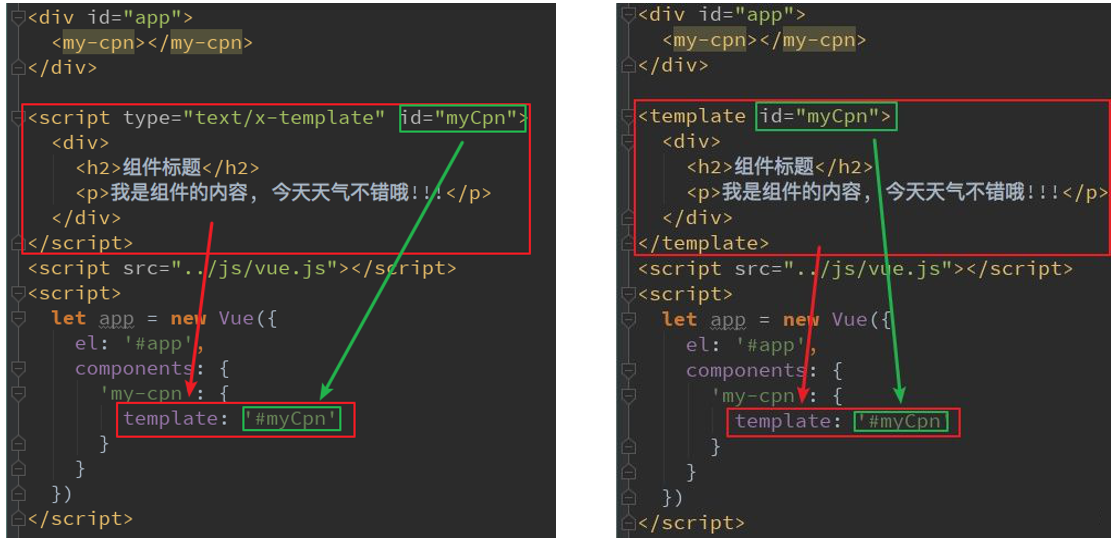 <div id="app">
<my-cpn></my-cpn>
</div>
<script type="text/x-template" id="myCpn">
<div>
<h2>组件标题</h2>
<p>我是组件的内容, 今天天气不错哦!!!</p>
</div>
</script>
<script src="../js/vue.js"></script>
<script>
let app = new Vue({
el: '#app',
components: {
'my-cpn': {
template: '#myCpn'
}
}
})
</script>
<div id="app">
<my-cpn></my-cpn>
</div>
<template id="myCpn">
<div>
<h2>组件标题</h2>
<p>我是组件的内容, 今天天气不错哦!!!</p>
</div>
</template>
<script src="../js/vue.js"></script>
<script>
let app = new Vue({
el: '#app',
components: {
'my-cpn': {
template: '#myCpn'
}
}
})
</script>